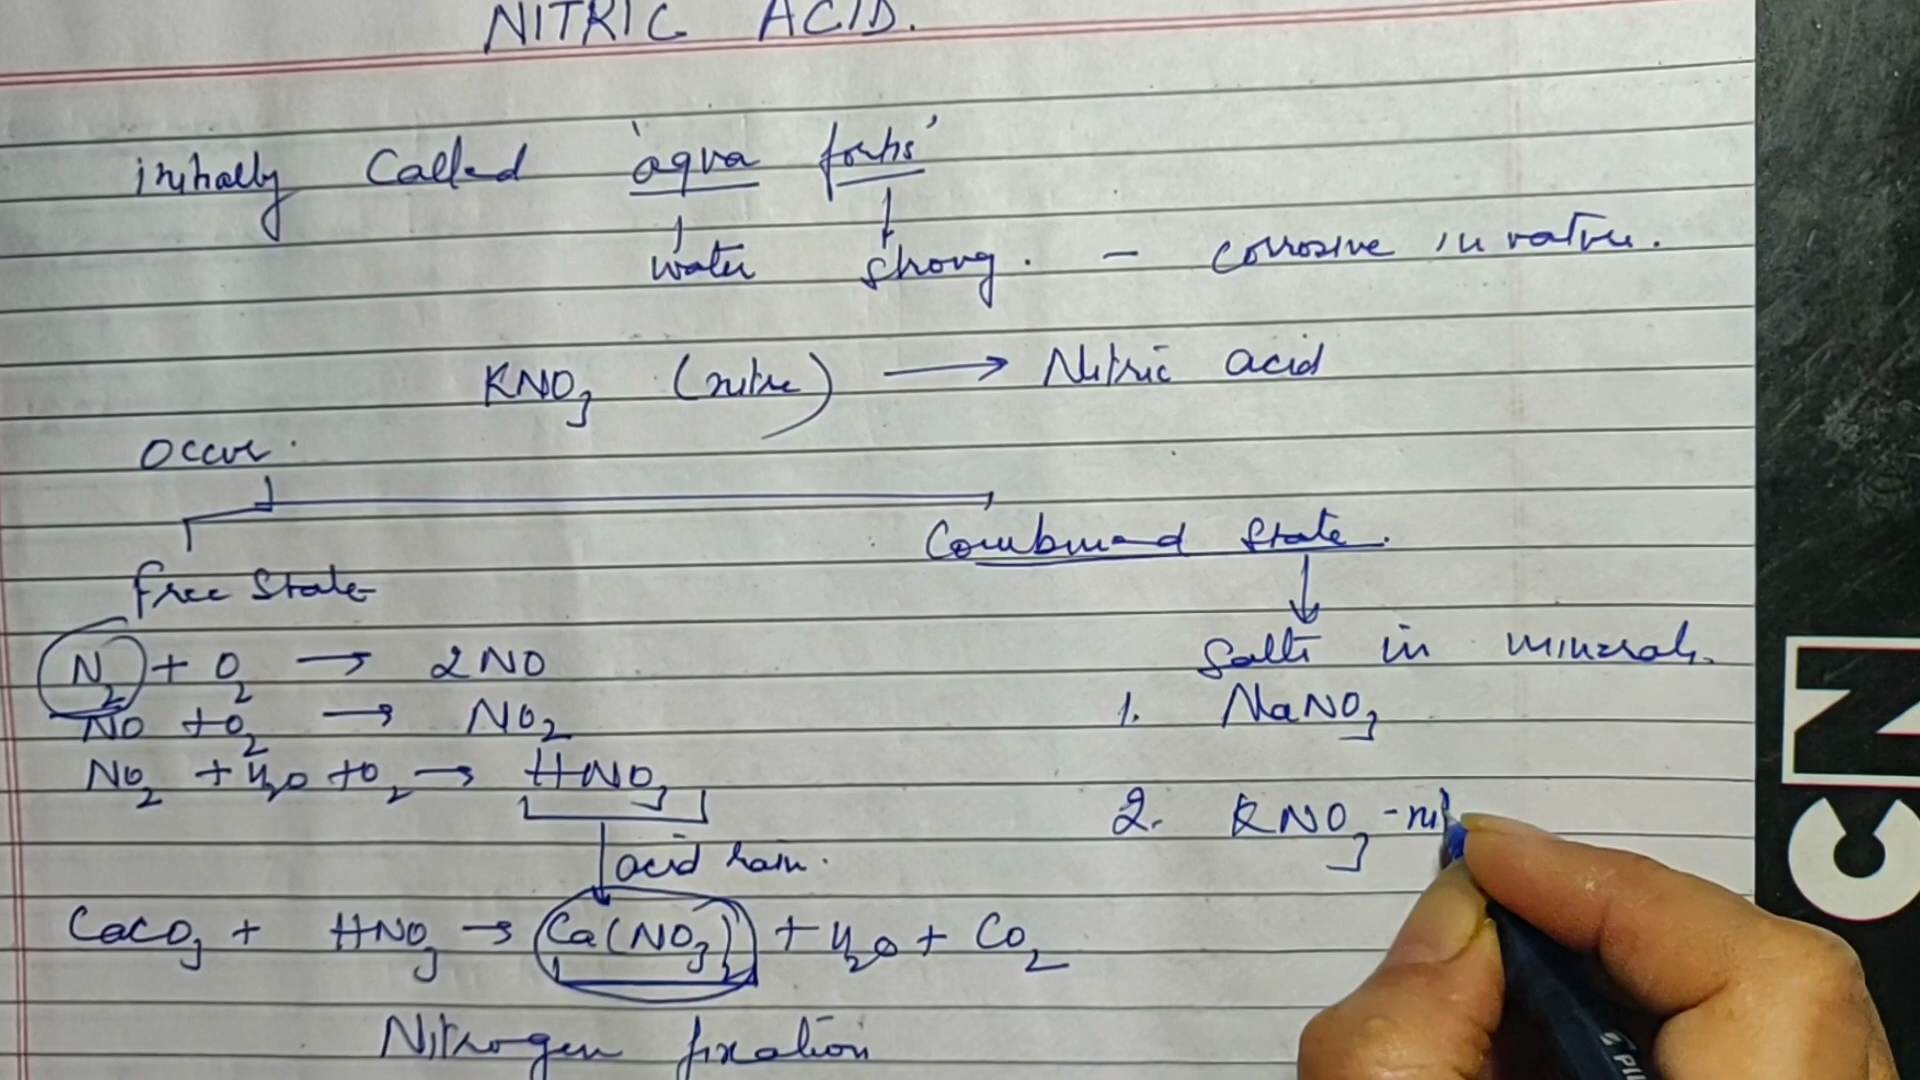 NITRIC ACID.
initially Called 'aqua fortis'
water strong. - corrosive in nature.
KNO3 (nitre) → Nitric acid
Occur.
Combined State.
Free State
N2 + O2 → 2NO
Salts in minerals.
NO + O2 → NO2
1. NaNO3
NO2 + H2O + O2 → HNO3
2. KNO3 - nit
acid rain.
CaCO3 + HNO3 → Ca(NO3)2 + H2O + CO2
Nitrogen fixation
CN